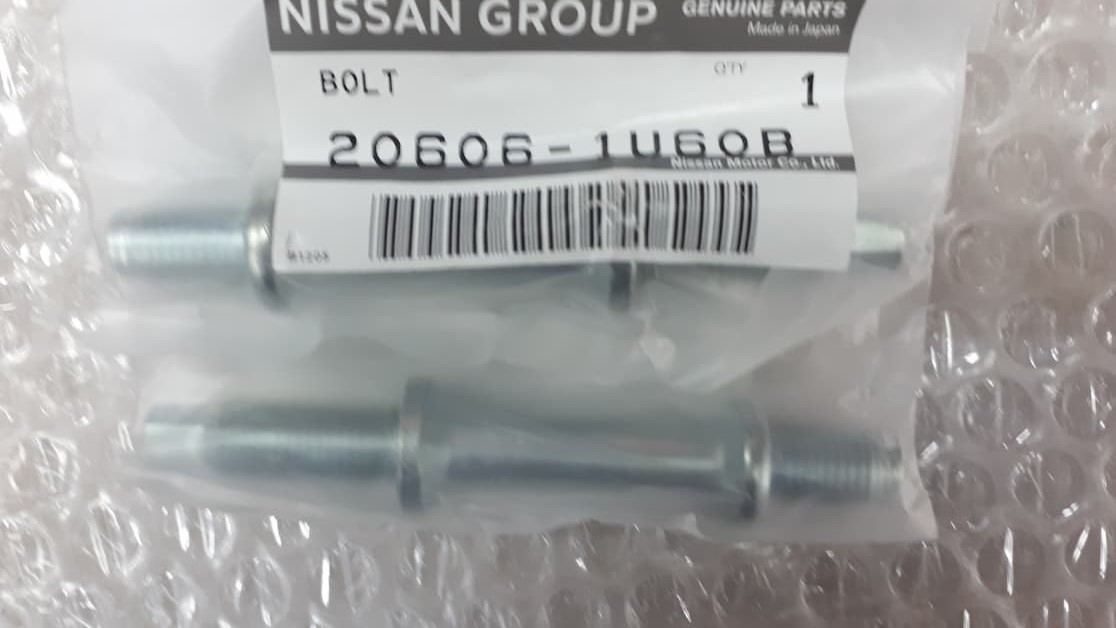 NISSAN GROUP
GENUINE PARTS
Made in Japan
BOLT
QTY
1
20606-1U60B
Nissan Motor Co., Ltd.